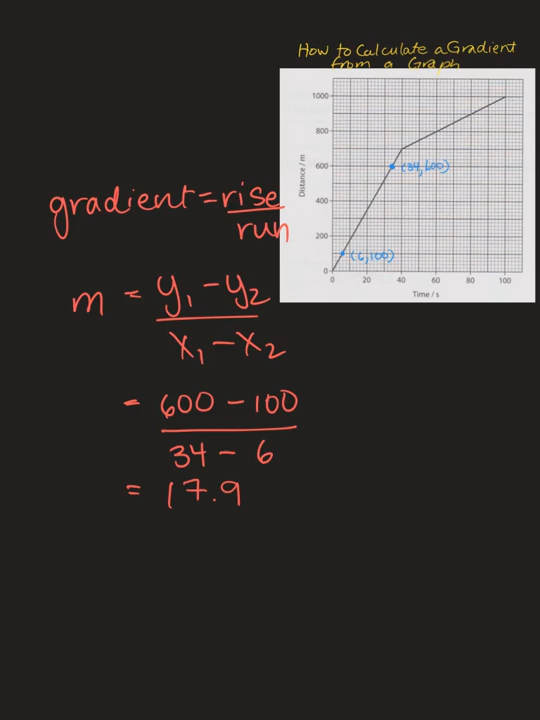 How to Calculate a Gradient
from a Graph
1000
800
600
400
200
0
Distance / m
(34,600)
(6,100)
0 20 40 60 80 100
Time / s
gradient = rise
run
m = y₁ - y₂
x₁ - x₂
= 600 - 100
34 - 6
= 17.9